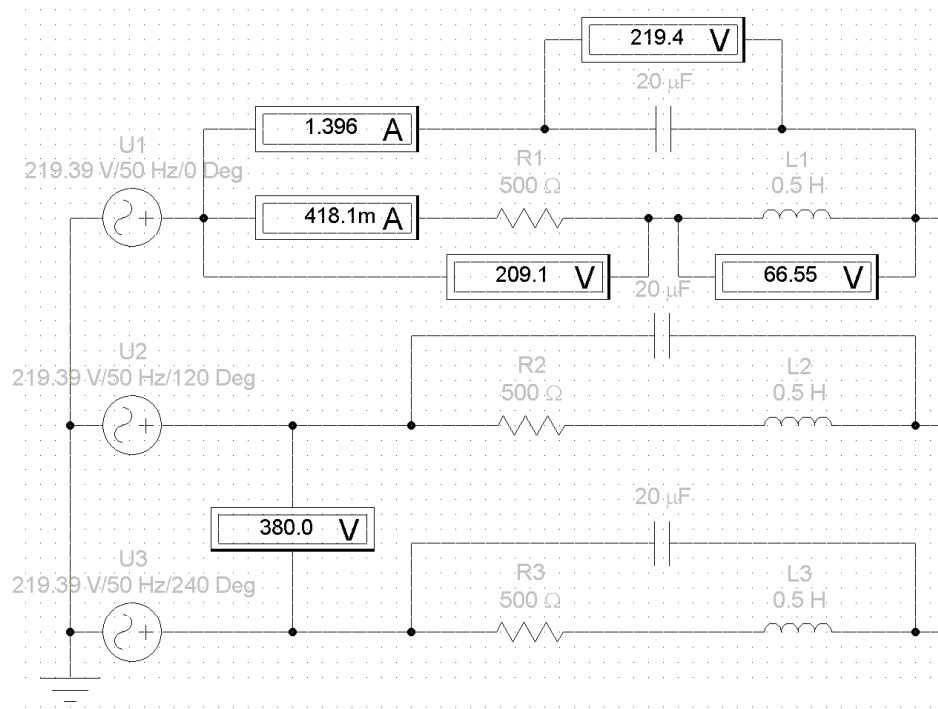 219.4 V
20 µF
1.396 A
U1
219.39 V/50 Hz/0 Deg
R1
500 Ω
L1
0.5 H
418.1m A
209.1 V
66.55 V
20 µF
U2
219.39 V/50 Hz/120 Deg
R2
500 Ω
L2
0.5 H
20 µF
380.0 V
U3
219.39 V/50 Hz/240 Deg
R3
500 Ω
L3
0.5 H